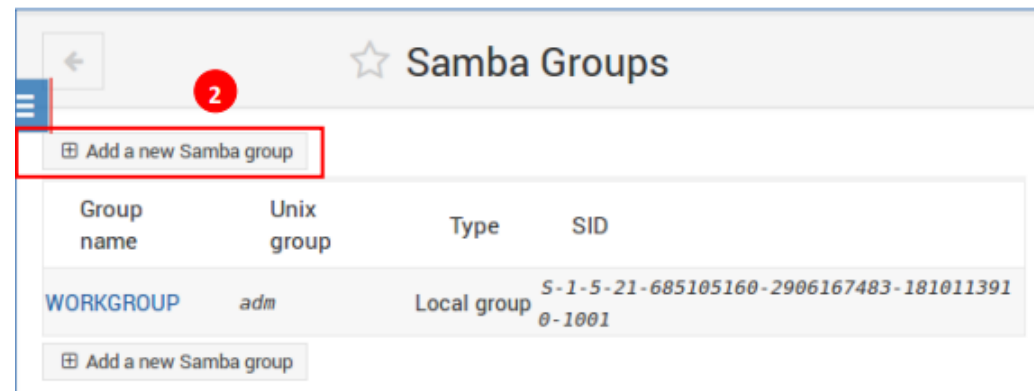 Samba Groups
2
Add a new Samba group
Group name
Unix group
Type
SID
WORKGROUP
adm
Local group
S-1-5-21-685105160-2906167483-181011391
0-1001
Add a new Samba group